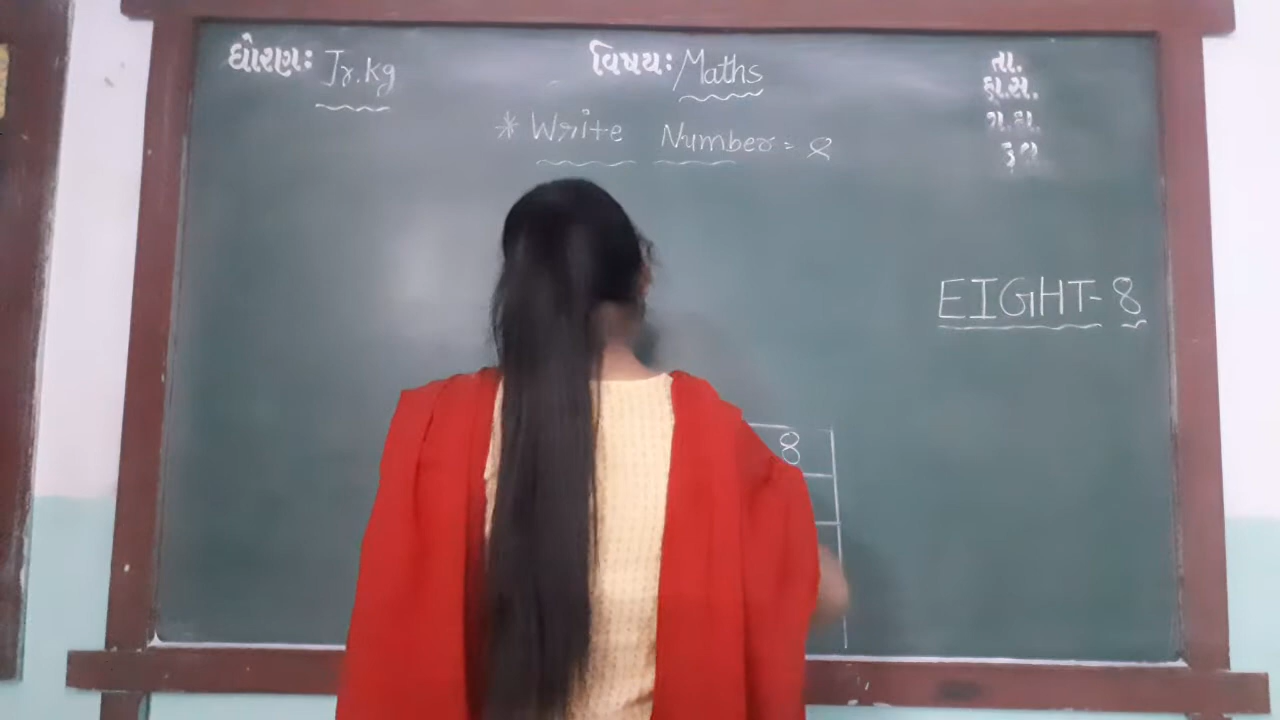 ધોરણ: Jr.kg
વિષય: Maths
તા.
હા.સ.
ગ.હા.
કુલ
* Write Number = 8
EIGHT - 8
8